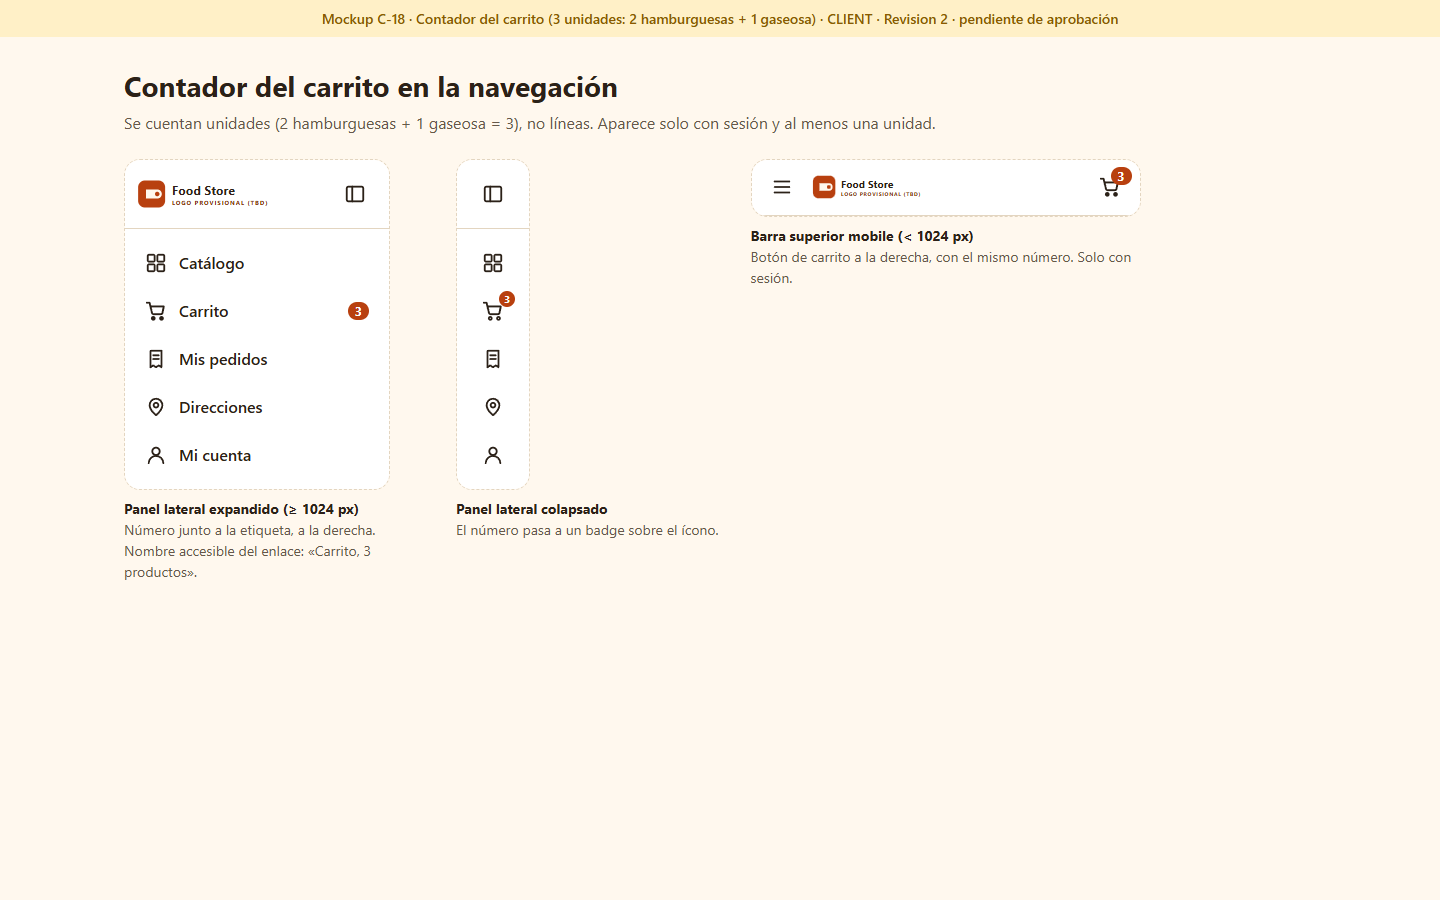 Mockup C-18 · Contador del carrito (3 unidades: 2 hamburguesas + 1 gaseosa) · CLIENT · Revision 2 · pendiente de aprobación
Contador del carrito en la navegación
Se cuentan unidades (2 hamburguesas + 1 gaseosa = 3), no líneas. Aparece solo con sesión y al menos una unidad.
Food Store
LOGO PROVISIONAL (TBD)
Catálogo
Carrito 3
Mis pedidos
Direcciones
Mi cuenta
Panel lateral expandido (≥ 1024 px)
Número junto a la etiqueta, a la derecha.
Nombre accesible del enlace: «Carrito, 3
productos».
3
Panel lateral colapsado
El número pasa a un badge sobre el ícono.
Food Store
LOGO PROVISIONAL (TBD)
3
Barra superior mobile (< 1024 px)
Botón de carrito a la derecha, con el mismo número. Solo con
sesión.